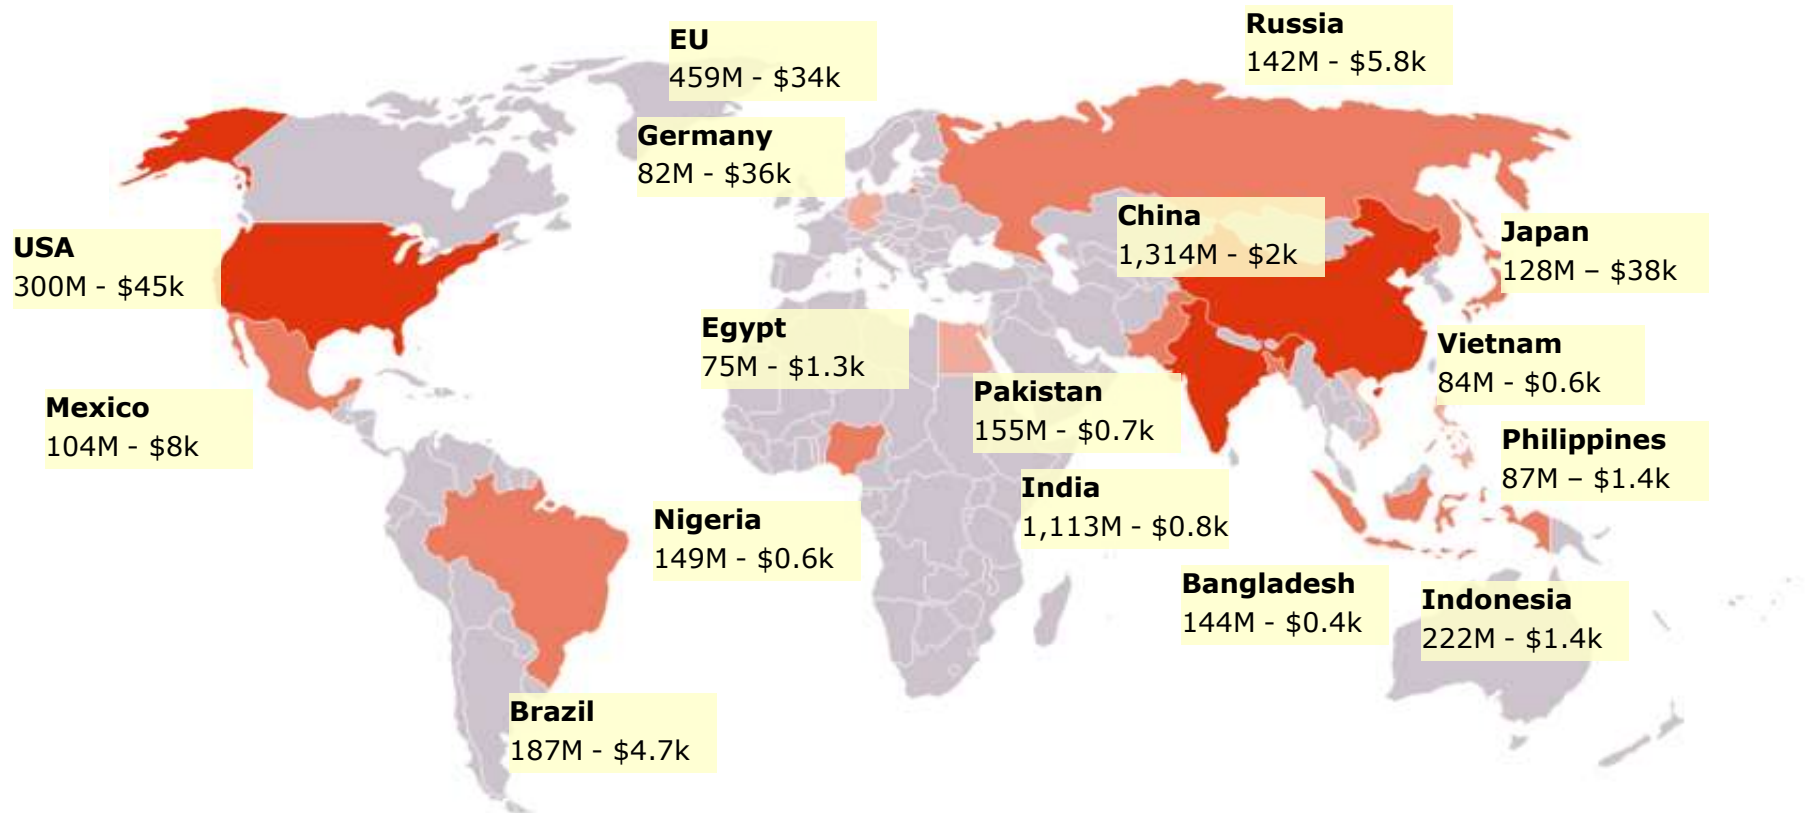 Russia
142M - $5.8k
EU
459M - $34k
Germany
82M - $36k
China
1,314M - $2k
Japan
128M – $38k
USA
300M - $45k
Egypt
75M - $1.3k
Vietnam
84M - $0.6k
Pakistan
155M - $0.7k
Mexico
104M - $8k
Philippines
87M – $1.4k
India
1,113M - $0.8k
Nigeria
149M - $0.6k
Bangladesh
144M - $0.4k
Indonesia
222M - $1.4k
Brazil
187M - $4.7k